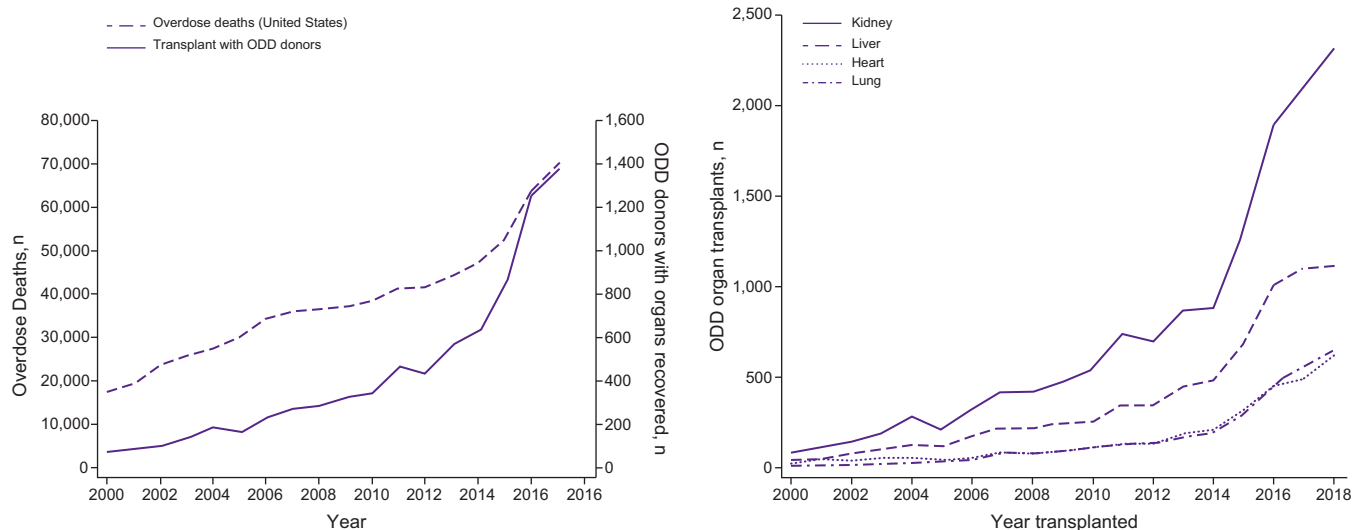 Overdose deaths (United States)
Transplant with ODD donors
80,000
70,000
60,000
50,000
40,000
30,000
20,000
10,000
0
Overdose Deaths, n
1,600
1,400
1,200
1,000
800
600
400
200
0
ODD donors with organs recovered, n
2000 2002 2004 2006 2008 2010 2012 2014 2016 2016
Year
Kidney
Liver
Heart
Lung
2,500
2,000
1,500
1,000
500
0
ODD organ transplants, n
2000 2002 2004 2006 2008 2010 2012 2014 2016 2018
Year transplanted